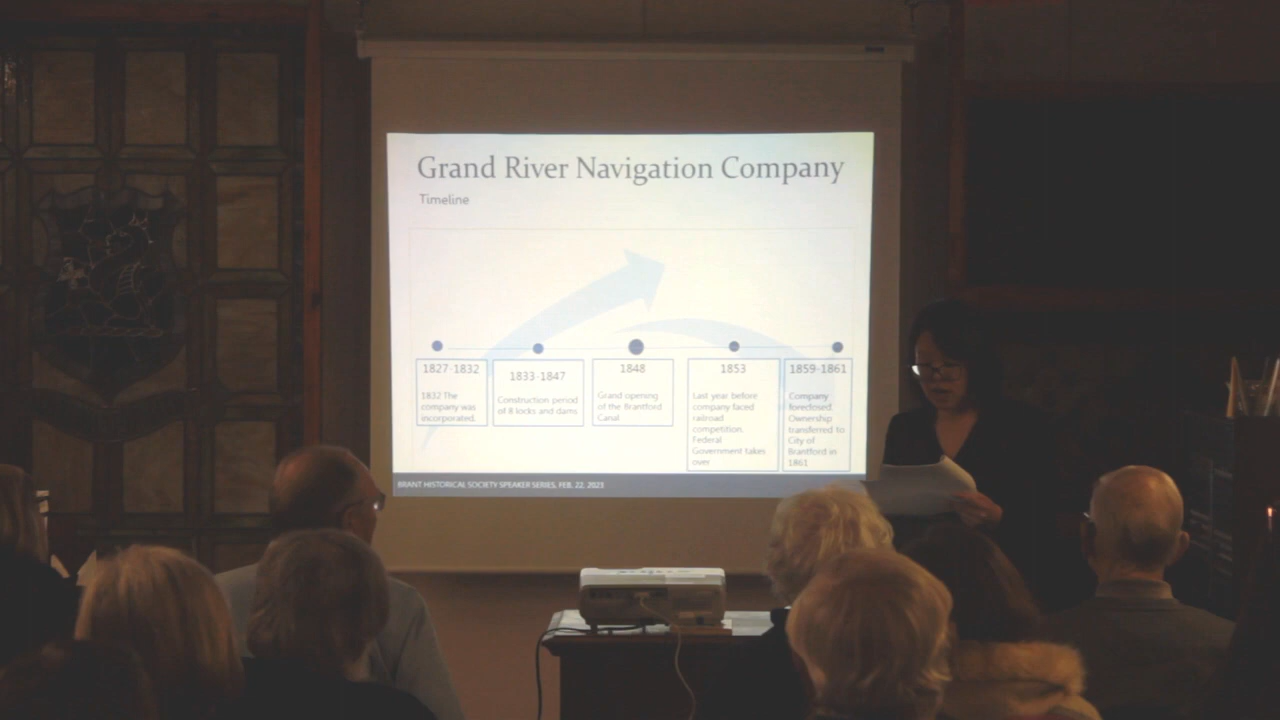 Grand River Navigation Company
Timeline
1827-1832
1832 The
company was
incorporated.
1833-1847
Construction period
of 8 locks and dams
1848
Grand opening
of the Brantford
Canal
1853
Last year before
company faced
railroad
competition.
Federal
Government takes
over
1859-1861
Company
foreclosed.
Ownership
transferred to
City of
Brantford in
1861
BRANT HISTORICAL SOCIETY SPEAKER SERIES, FEB. 22, 2023